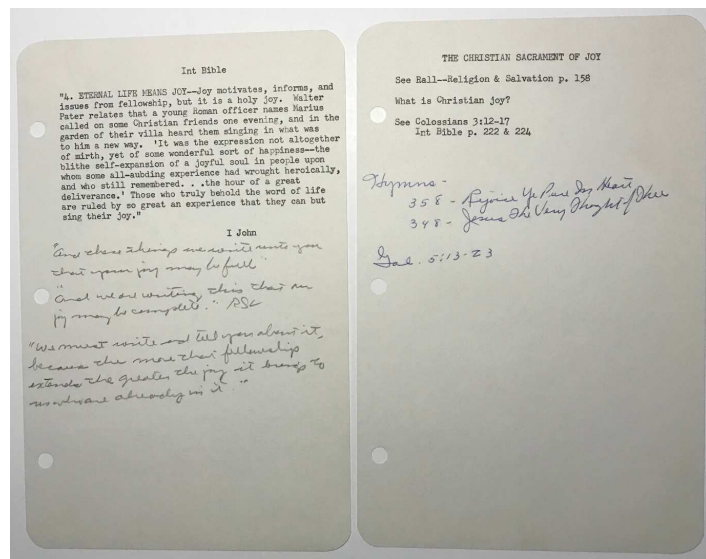 Int Bible
"4. ETERNAL LIFE MEANS JOY--Joy motivates, informs, and
issues from fellowship, but it is a holy joy. Walter
Pater relates that a young Roman officer names Marius
called on some Christian friends one evening, and in the
garden of their villa heard them singing in what was
to him a new way. 'It was the expression not altogether
of mirth, yet of some wonderful sort of happiness--the
blithe self-expansion of a joyful soul in people upon
whom some all-aubding experience had wrought heroically,
and who still remembered. . .the hour of a great
deliverance.' Those who truly behold the word of life
are ruled by so great an experience that they can but
sing their joy."
I John
"And these things we write unto you
that your joy may be full"
"And we are writing this that our
joy may be complete." RSV
"We must write and tell you about it,
because the more that fellowship
extends the greater the joy it brings to
us who are already in it."
THE CHRISTIAN SACRAMENT OF JOY
See Rall--Religion & Salvation p. 158
What is Christian joy?
See Colossians 3:12-17
Int Bible p. 222 & 224
Hymns-
358 - Rejoice Ye Pure In Heart
348 - Jesus The Very Thought of Thee
Gal. 5:13-23